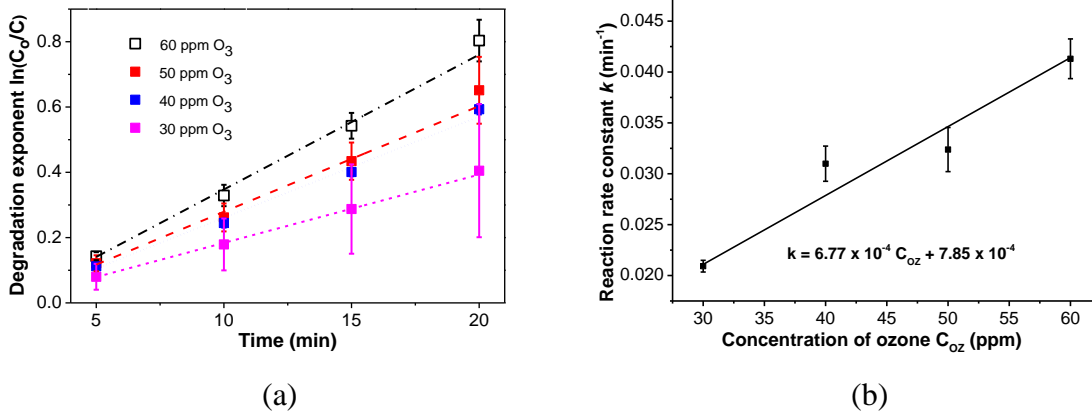 Degradation exponent ln(C₀/C)
0.8
0.6
0.4
0.2
0.0
60 ppm O₃
50 ppm O₃
40 ppm O₃
30 ppm O₃
5 10 15 20
Time (min)
(a)
Reaction rate constant k (min⁻¹)
0.045
0.040
0.035
0.030
0.025
0.020
k = 6.77 x 10⁻⁴ C_OZ + 7.85 x 10⁻⁴
30 35 40 45 50 55 60
Concentration of ozone C_OZ (ppm)
(b)